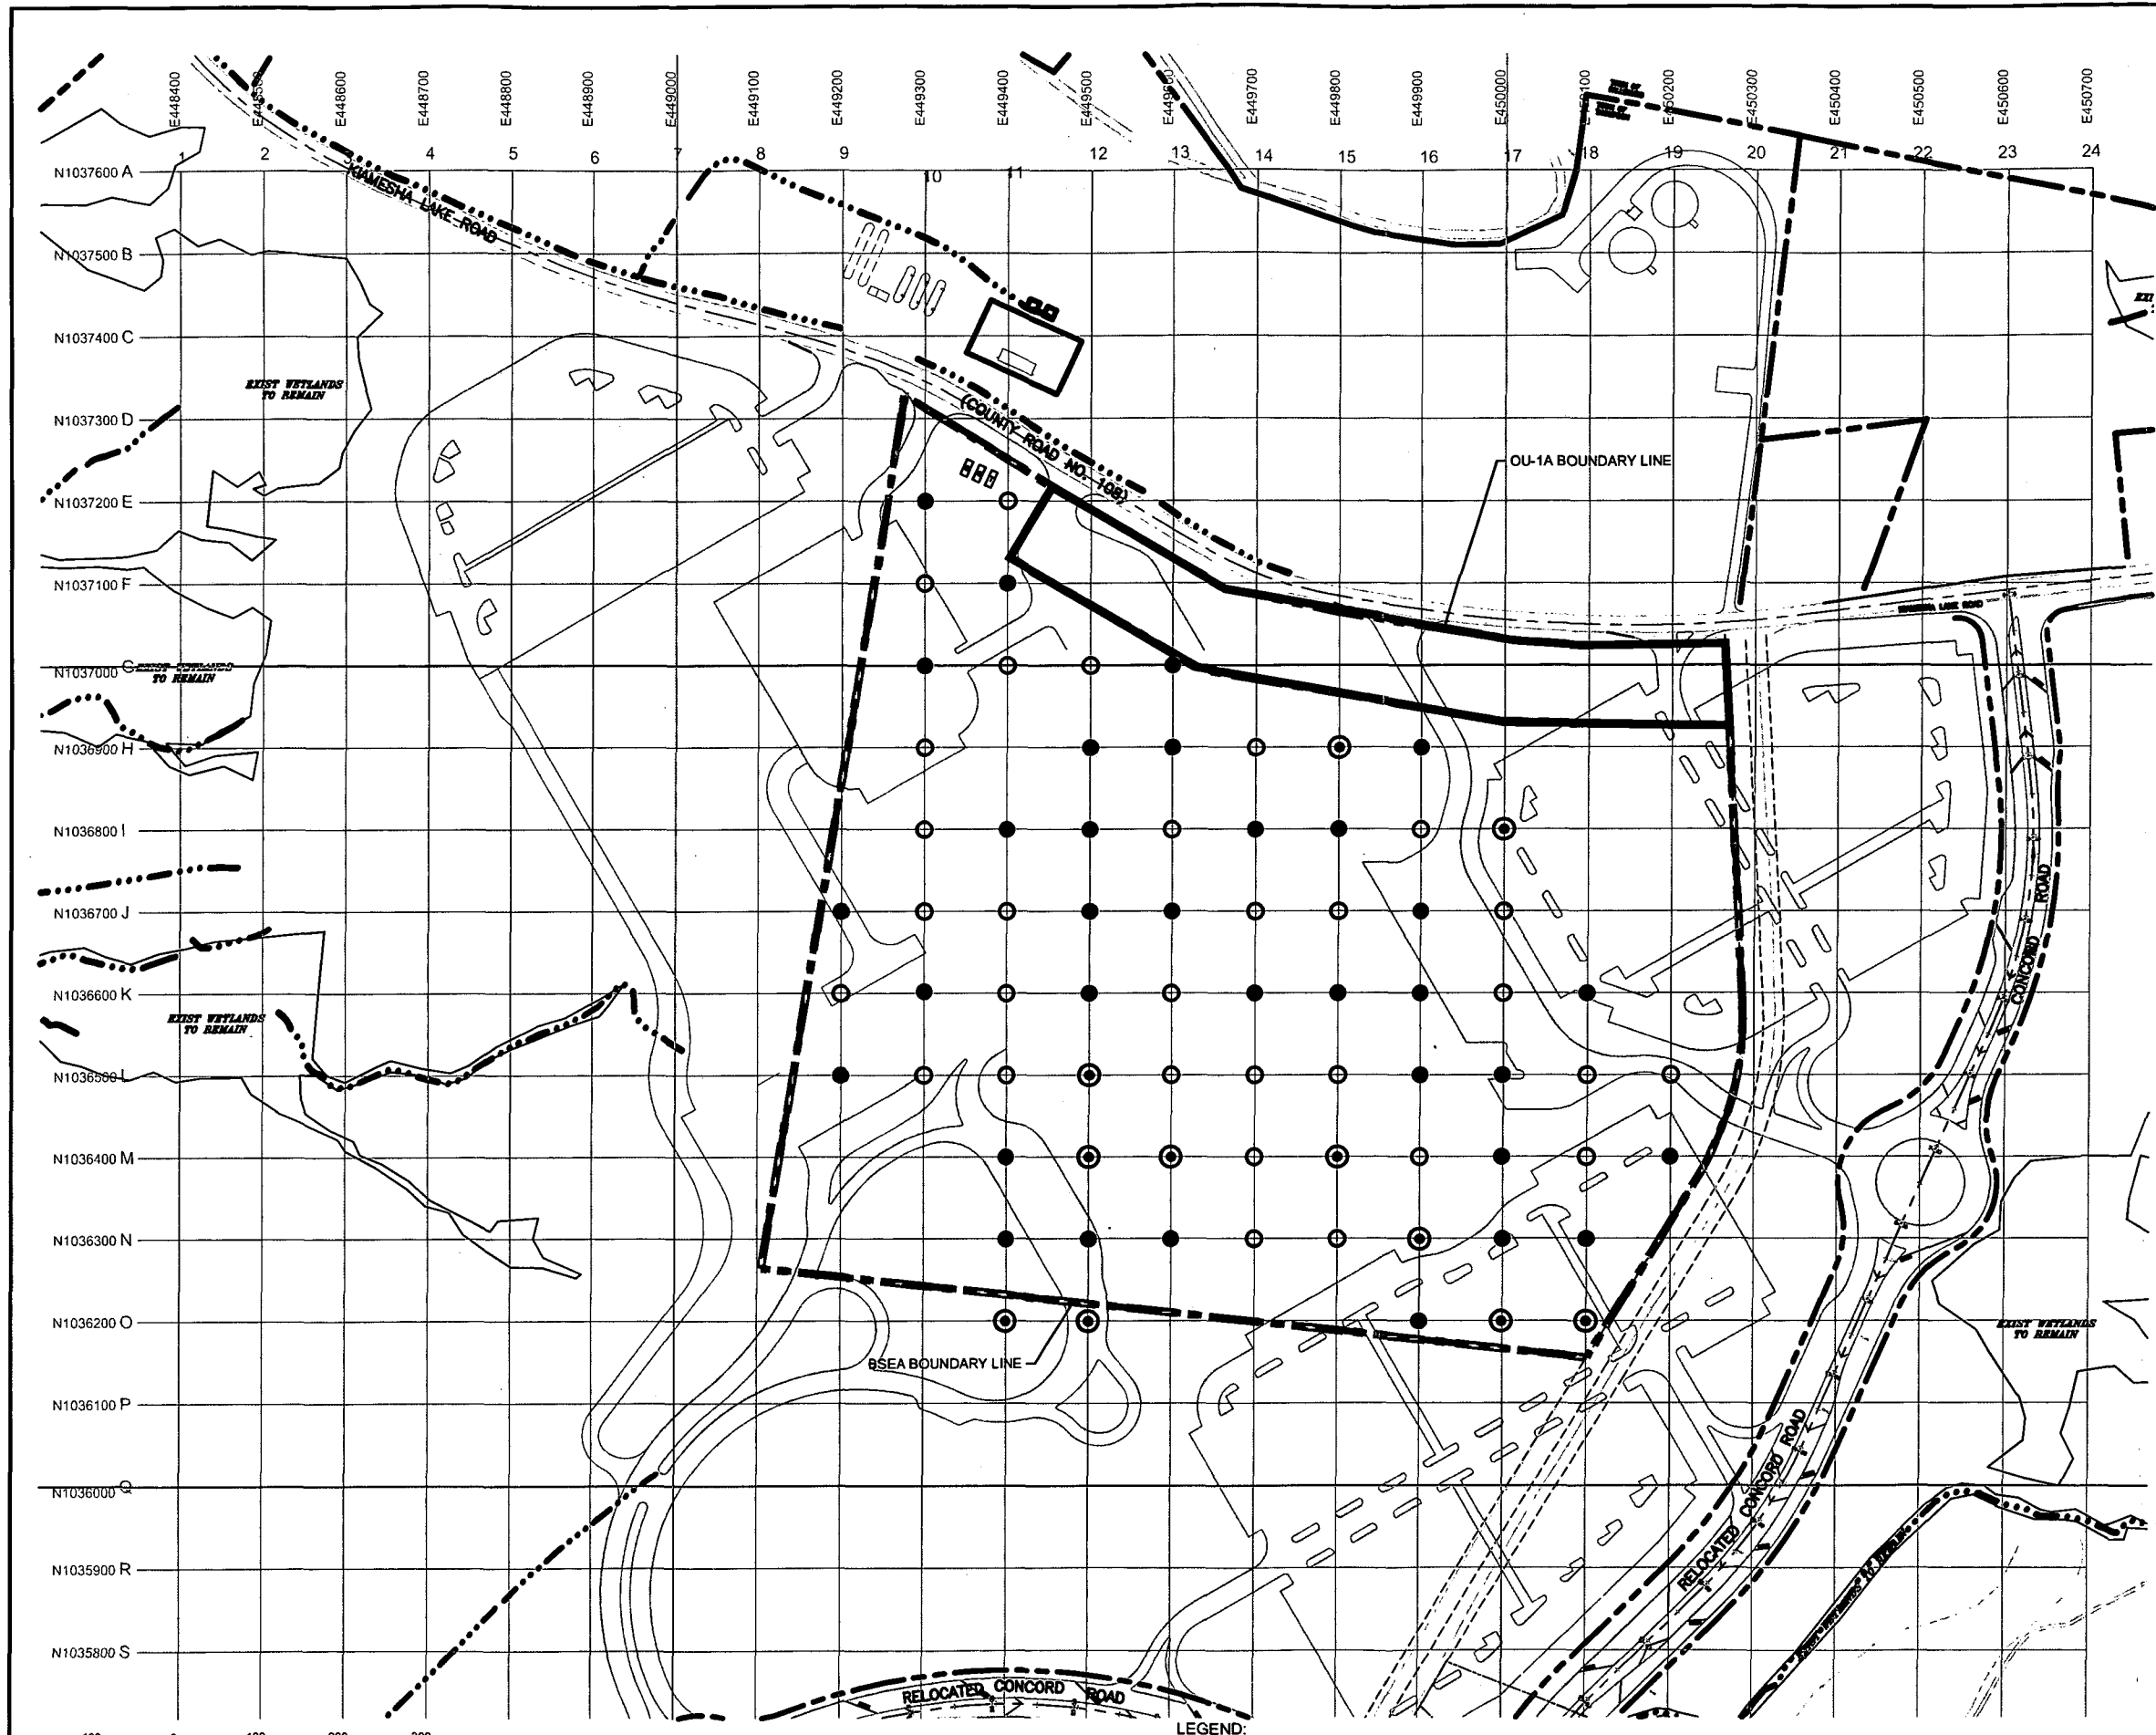 E448400
E448600
E448700
E448800
E448900
E449000
E449100
E449200
E449300
E449400
E449500
E449600
E449700
E449800
E449900
E450000
E450200
E450300
E450400
E450500
E450600
E450700
1 2 3 4 5 6 7 8 9 10 11 12 13 14 15 16 17 18 19 20 21 22 23 24
N1037600 A
KIAMESHA LAKE ROAD
N1037500 B
N1037400 C
EXIST WETLANDS
TO REMAIN
(COUNTY ROAD NO. 108)
N1037300 D
OU-1A BOUNDARY LINE
N1037200 E
N1037100 F
KIAMESHA LAKE ROAD
N1037000 G
EXIST WETLANDS
TO REMAIN
N1036900 H
N1036800 I
N1036700 J
CONCORD ROAD
N1036600 K
EXIST WETLANDS
TO REMAIN
N1036500 L
N1036400 M
N1036300 N
N1036200 O
EXIST WETLANDS
TO REMAIN
BSEA BOUNDARY LINE
N1036100 P
N1036000 Q
RELOCATED CONCORD ROAD
N1035900 R
N1035800 S
RELOCATED CONCORD ROAD
LEGEND: